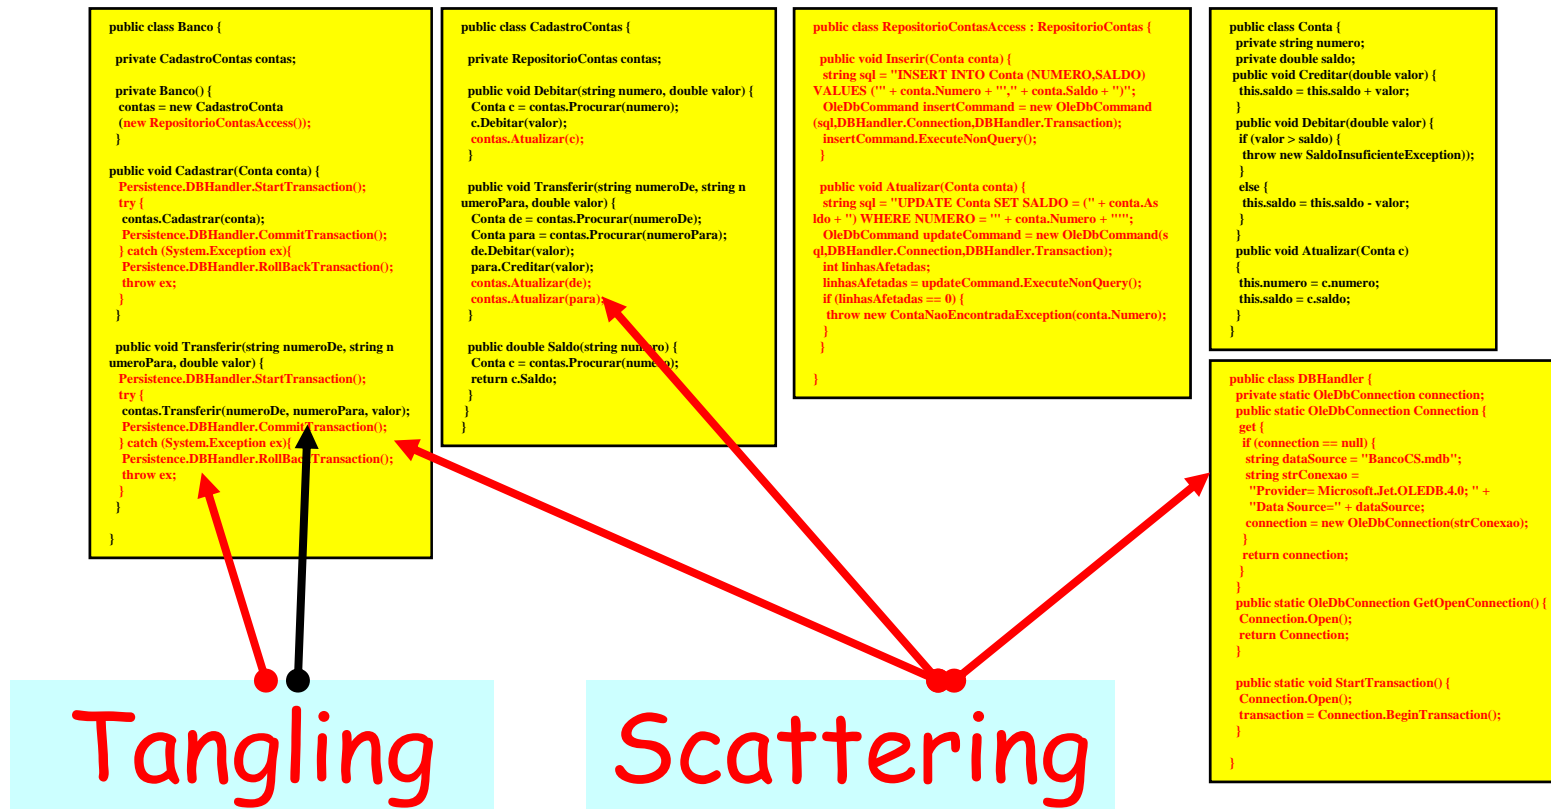 public class Banco {
private CadastroContas contas;
private Banco() {
contas = new CadastroConta
(new RepositorioContasAccess());
}
public void Cadastrar(Conta conta) {
Persistence.DBHandler.StartTransaction();
try {
contas.Cadastrar(conta);
Persistence.DBHandler.CommitTransaction();
} catch (System.Exception ex){
Persistence.DBHandler.RollBackTransaction();
throw ex;
}
}
public void Transferir(string numeroDe, string n
umeroPara, double valor) {
Persistence.DBHandler.StartTransaction();
try {
contas.Transferir(numeroDe, numeroPara, valor);
Persistence.DBHandler.CommitTransaction();
} catch (System.Exception ex){
Persistence.DBHandler.RollBackTransaction();
throw ex;
}
}
}
public class CadastroContas {
private RepositorioContas contas;
public void Debitar(string numero, double valor) {
Conta c = contas.Procurar(numero);
c.Debitar(valor);
contas.Atualizar(c);
}
public void Transferir(string numeroDe, string n
umeroPara, double valor) {
Conta de = contas.Procurar(numeroDe);
Conta para = contas.Procurar(numeroPara);
de.Debitar(valor);
para.Creditar(valor);
contas.Atualizar(de);
contas.Atualizar(para);
}
public double Saldo(string numero) {
Conta c = contas.Procurar(numero);
return c.Saldo;
}
}
}
public class RepositorioContasAccess : RepositorioContas {
public void Inserir(Conta conta) {
string sql = "INSERT INTO Conta (NUMERO,SALDO)
VALUES ('" + conta.Numero + "'," + conta.Saldo + ")";
OleDbCommand insertCommand = new OleDbCommand
(sql,DBHandler.Connection,DBHandler.Transaction);
insertCommand.ExecuteNonQuery();
}
public void Atualizar(Conta conta) {
string sql = "UPDATE Conta SET SALDO = (" + conta.As
ldo + ") WHERE NUMERO = '" + conta.Numero + "'";
OleDbCommand updateCommand = new OleDbCommand(s
ql,DBHandler.Connection,DBHandler.Transaction);
int linhasAfetadas;
linhasAfetadas = updateCommand.ExecuteNonQuery();
if (linhasAfetadas == 0) {
throw new ContaNaoEncontradaException(conta.Numero);
}
}
}
public class Conta {
private string numero;
private double saldo;
public void Creditar(double valor) {
this.saldo = this.saldo + valor;
}
public void Debitar(double valor) {
if (valor > saldo) {
throw new SaldoInsuficienteException));
}
else {
this.saldo = this.saldo - valor;
}
}
public void Atualizar(Conta c)
{
this.numero = c.numero;
this.saldo = c.saldo;
}
}
public class DBHandler {
private static OleDbConnection connection;
public static OleDbConnection Connection {
get {
if (connection == null) {
string dataSource = "BancoCS.mdb";
string strConexao =
"Provider= Microsoft.Jet.OLEDB.4.0; " +
"Data Source=" + dataSource;
connection = new OleDbConnection(strConexao);
}
return connection;
}
}
public static OleDbConnection GetOpenConnection() {
Connection.Open();
return Connection;
}
public static void StartTransaction() {
Connection.Open();
transaction = Connection.BeginTransaction();
}
}
Tangling
Scattering